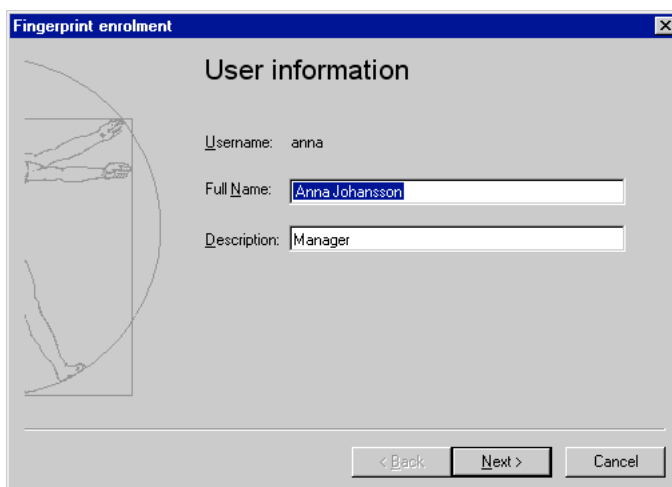 Fingerprint enrolment
User information
Username: anna
Full Name: Anna Johansson
Description: Manager
< Back Next > Cancel